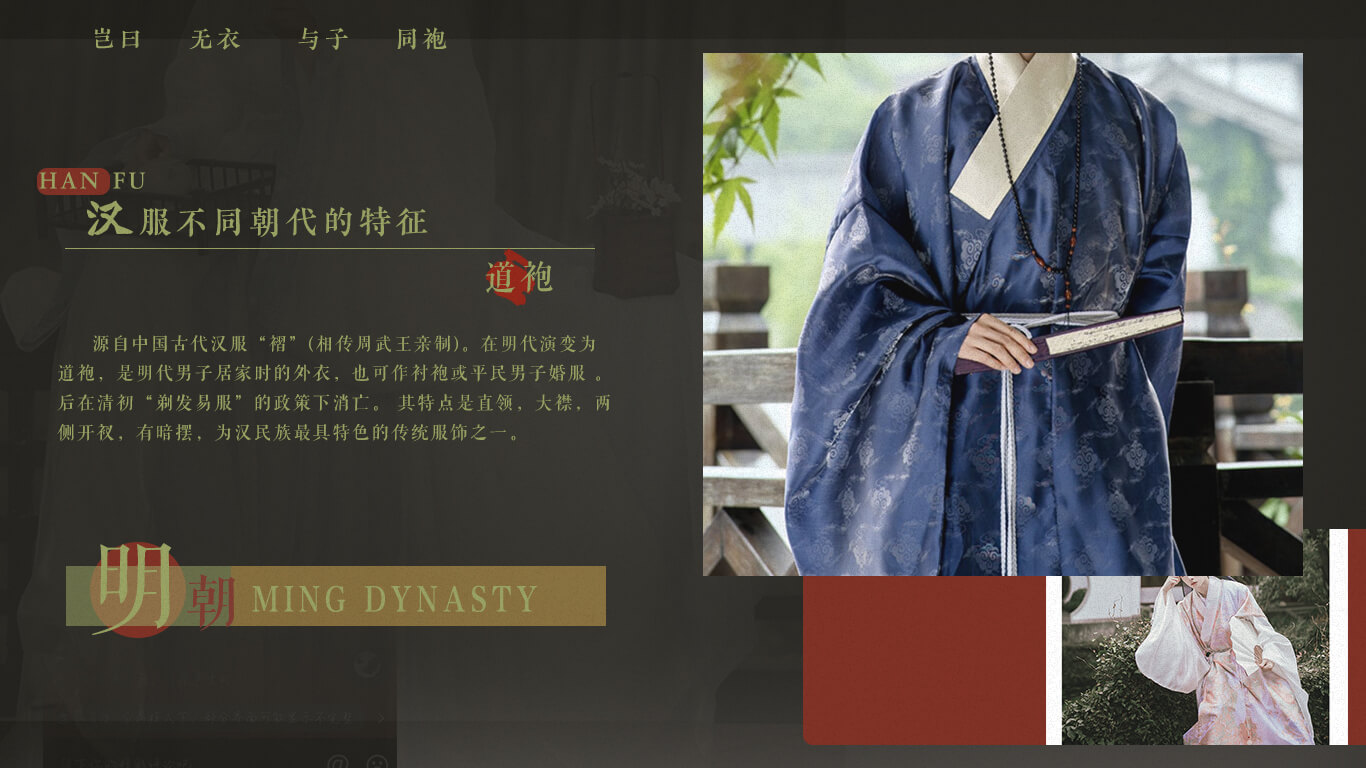 岂曰 无衣 与子 同袍
HAN FU
汉服不同朝代的特征
道袍
源自中国古代汉服“褶”(相传周武王亲制)。在明代演变为
道袍，是明代男子居家时的外衣，也可作衬袍或平民男子婚服 。
后在清初“剃发易服”的政策下消亡。 其特点是直领，大襟，两
侧开衩，有暗摆，为汉民族最具特色的传统服饰之一。
明朝 MING DYNASTY